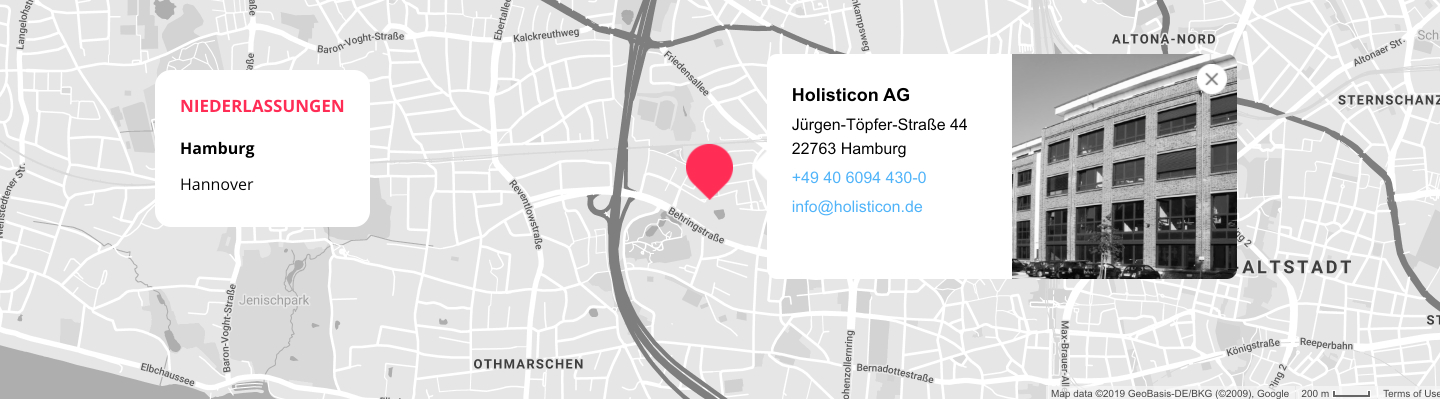 NIEDERLASSUNGEN
Hamburg
Hannover
Holisticon AG
Jürgen-Töpfer-Straße 44
22763 Hamburg
+49 40 6094 430-0
info@holisticon.de
Baron-Voght-Straße
Kalckreuthweg
Friedensallee
ALTONA-NORD
Altonaer Str.
STERNSCHANZ
Reventlowstraße
Behringstraße
-ALTSTADT
Jenischpark
Baron-Voght-Straße
Elbchaussee
OTHMARSCHEN
Bernadottestraße
Max-Brauer-All
Königstraße
Reeperbahn
Map data ©2019 GeoBasis-DE/BKG (©2009), Google
200 m
Terms of Use